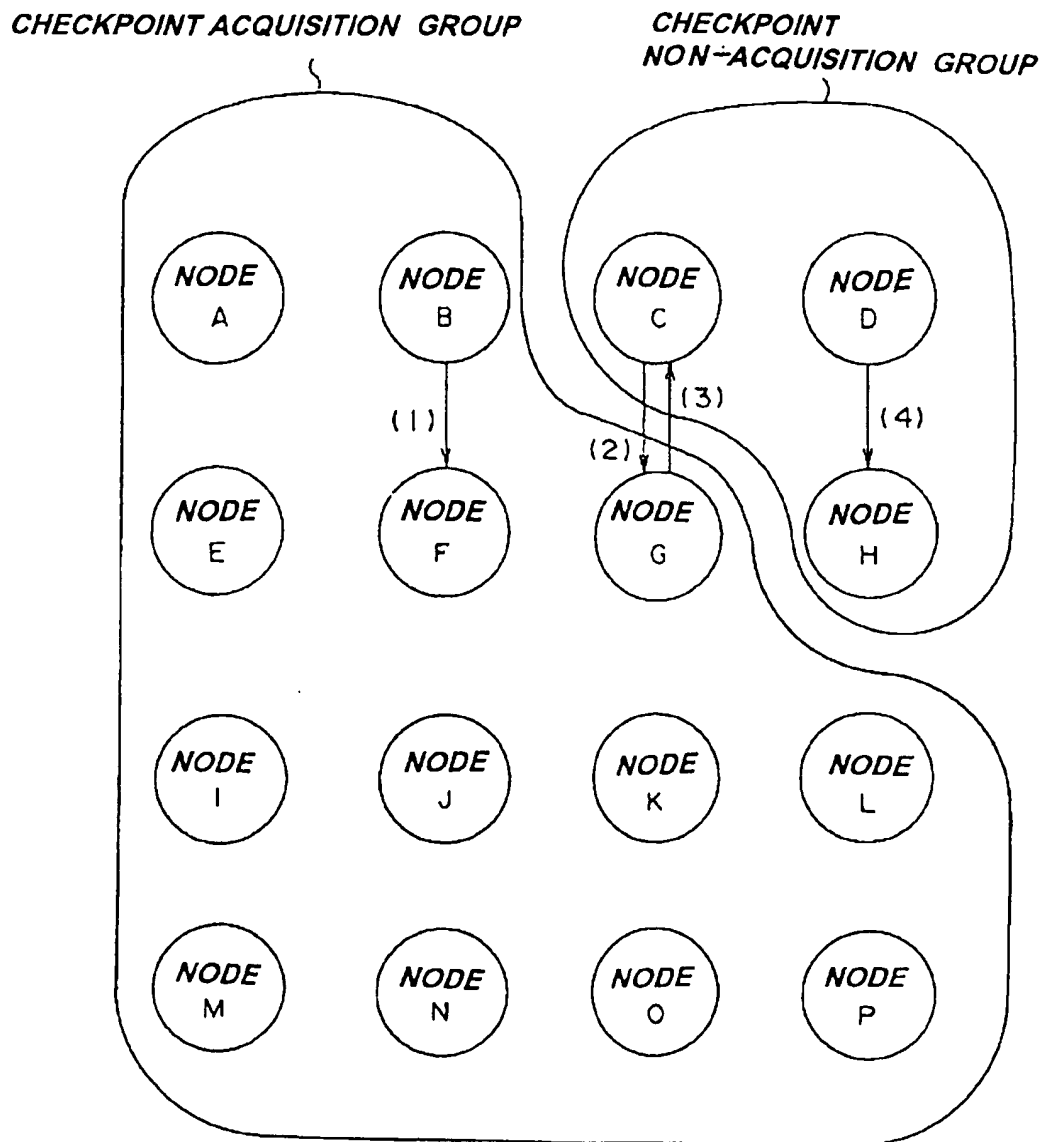 CHECKPOINT ACQUISITION GROUP
CHECKPOINT
NON-ACQUISITION GROUP
NODE
A
NODE
B
NODE
C
NODE
D
(1)
(2)
(3)
(4)
NODE
E
NODE
F
NODE
G
NODE
H
NODE
I
NODE
J
NODE
K
NODE
L
NODE
M
NODE
N
NODE
O
NODE
P